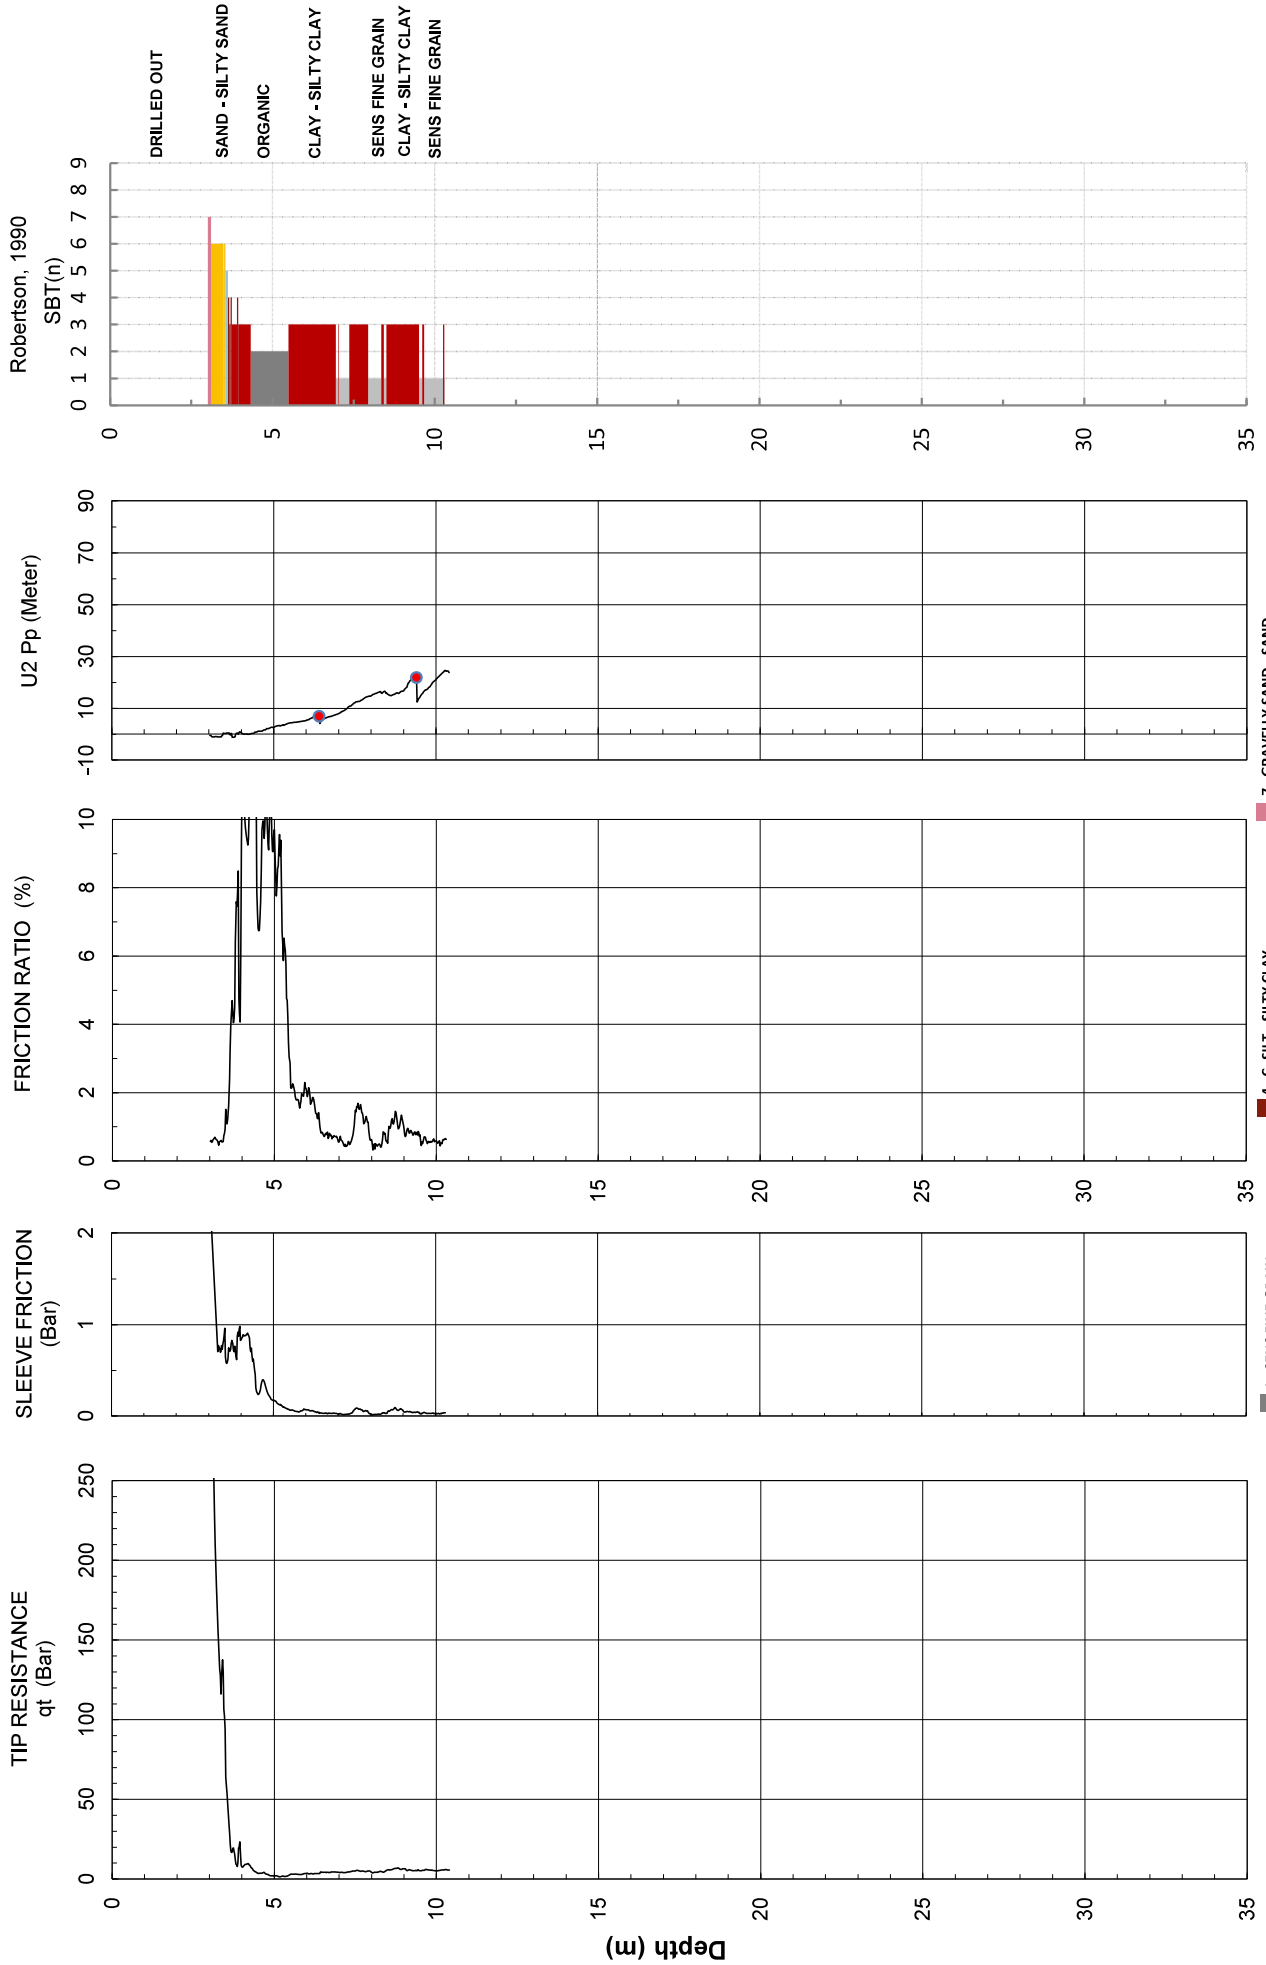 TIP RESISTANCE
qt (Bar)
0
50
100
150
200
250
SLEEVE FRICTION
(Bar)
0
1
2
FRICTION RATIO (%)
0
2
4
6
8
10
U2 Pp (Meter)
-10
10
30
50
70
90
Robertson, 1990
SBT(n)
0 1 2 3 4 5 6 7 8 9
Depth (m)
0
5
10
15
20
25
30
35
0
5
10
15
20
25
30
35
0
5
10
15
20
25
30
35
DRILLED OUT
SAND - SILTY SAND
ORGANIC
CLAY - SILTY CLAY
SENS FINE GRAIN
CLAY - SILTY CLAY
SENS FINE GRAIN